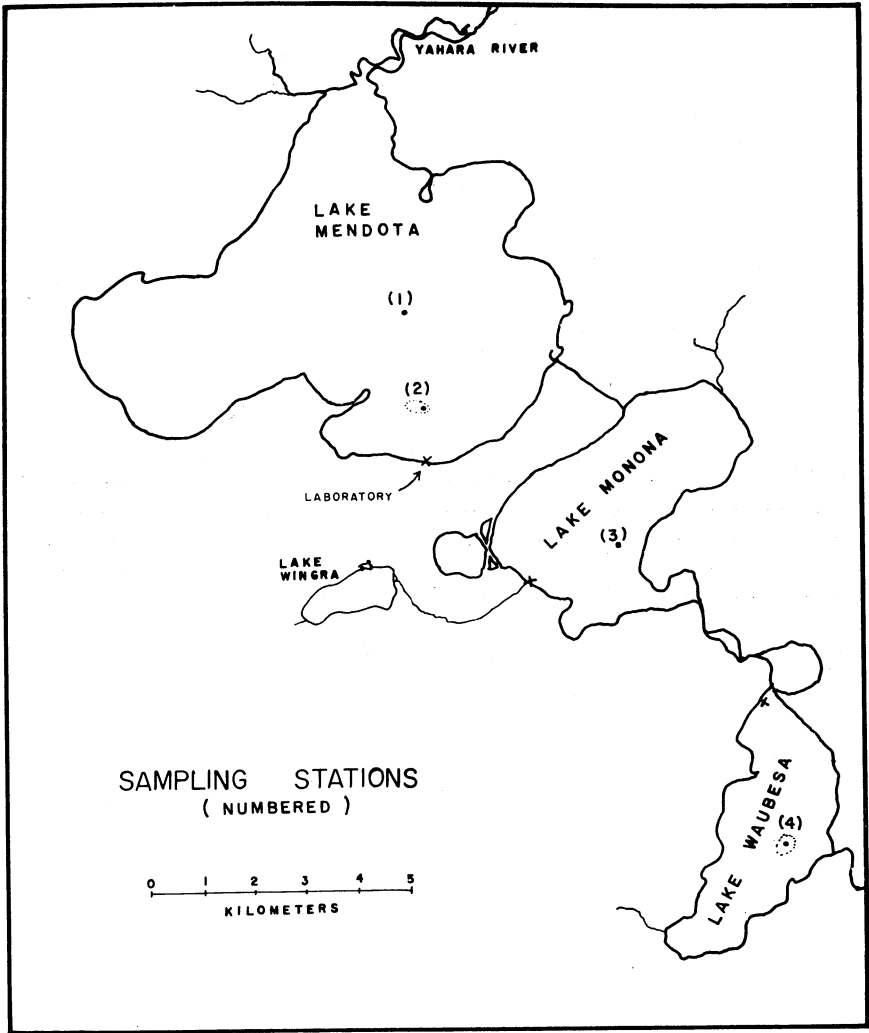 YAHARA RIVER
LAKE
MENDOTA
(1)
(2)
LABORATORY
LAKE MONONA
(3)
LAKE
WINGRA
SAMPLING STATIONS
( NUMBERED )
LAKE WAUBESA
(4)
0 1 2 3 4 5
KILOMETERS